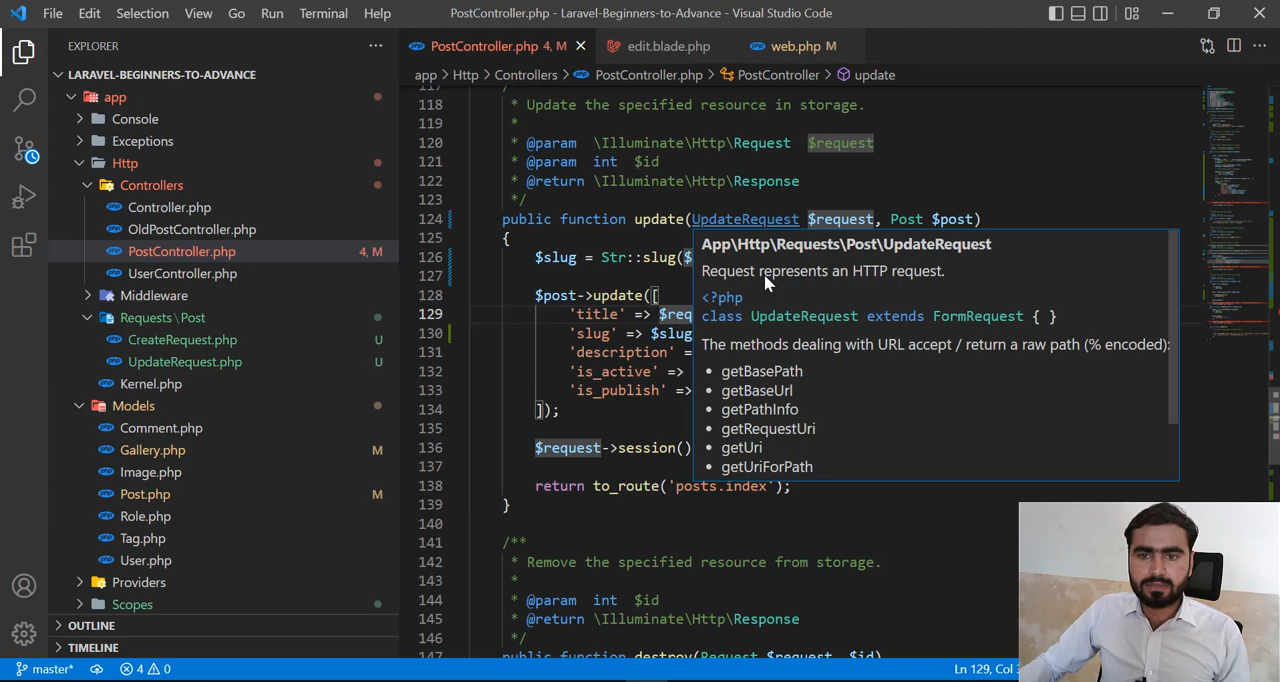 File Edit Selection View Go Run Terminal Help PostController.php - Laravel-Beginners-to-Advance - Visual Studio Code
EXPLORER
LARAVEL-BEGINNERS-TO-ADVANCE
app
Console
Exceptions
Http
Controllers
Controller.php
OldPostController.php
PostController.php 4, M
UserController.php
Middleware
Requests\Post
CreateRequest.php U
UpdateRequest.php U
Kernel.php
Models
Comment.php
Gallery.php M
Image.php
Post.php M
Role.php
Tag.php
User.php
Providers
Scopes
OUTLINE
TIMELINE
PostController.php 4, M edit.blade.php web.php M
app > Http > Controllers > PostController.php > PostController > update
117 /**
118 * Update the specified resource in storage.
119 *
120 * @param \Illuminate\Http\Request $request
121 * @param int $id
122 * @return \Illuminate\Http\Response
123 */
124 public function update(UpdateRequest $request, Post $post)
125 {
126 $slug = Str::slug($
127
128 $post->update([
129 'title' => $req
130 'slug' => $slug
131 'description' =
132 'is_active' =>
133 'is_publish' =>
134 ]);
135
136 $request->session()
137
138 return to_route('posts.index');
139 }
140
141 /**
142 * Remove the specified resource from storage.
143 *
144 * @param int $id
145 * @return \Illuminate\Http\Response
146 */
147 public function destroy(Request $request, $id)
App\Http\Requests\Post\UpdateRequest
Request represents an HTTP request.
<?php
class UpdateRequest extends FormRequest { }
The methods dealing with URL accept / return a raw path (% encoded):
• getBasePath
• getBaseUrl
• getPathInfo
• getRequestUri
• getUri
• getUriForPath
master* 4 0 Ln 129, Col